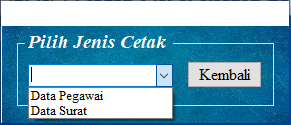 Pilih Jenis Cetak
Kembali
Data Pegawai
Data Surat